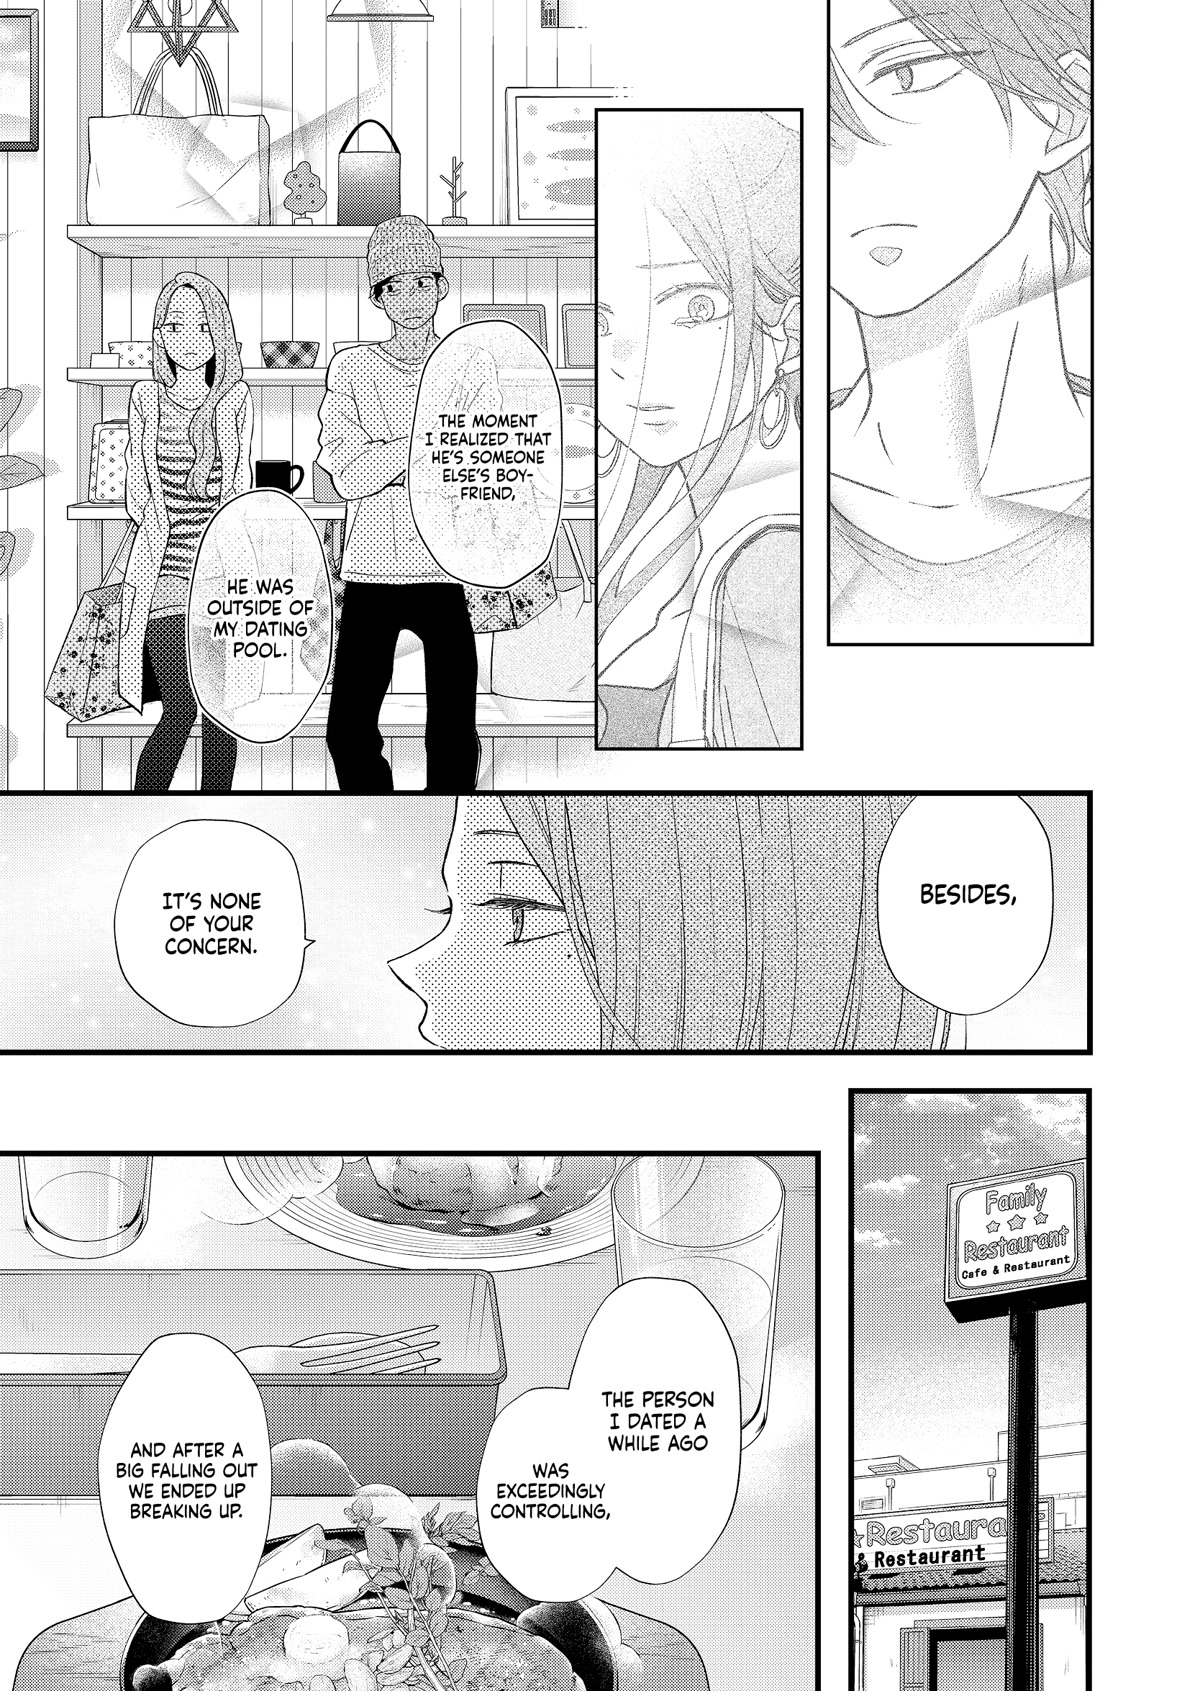 THE MOMENT
I REALIZED THAT
HE'S SOMEONE
ELSE'S BOY-
FRIEND,
HE WAS
OUTSIDE OF
MY DATING
POOL.
BESIDES,
IT'S NONE
OF YOUR
CONCERN.
Family
Restaurant
Cafe & Restaurant
Restaura
Restaurant
THE PERSON
I DATED A
WHILE AGO
WAS
EXCEEDINGLY
CONTROLLING,
AND AFTER A
BIG FALLING OUT
WE ENDED UP
BREAKING UP.